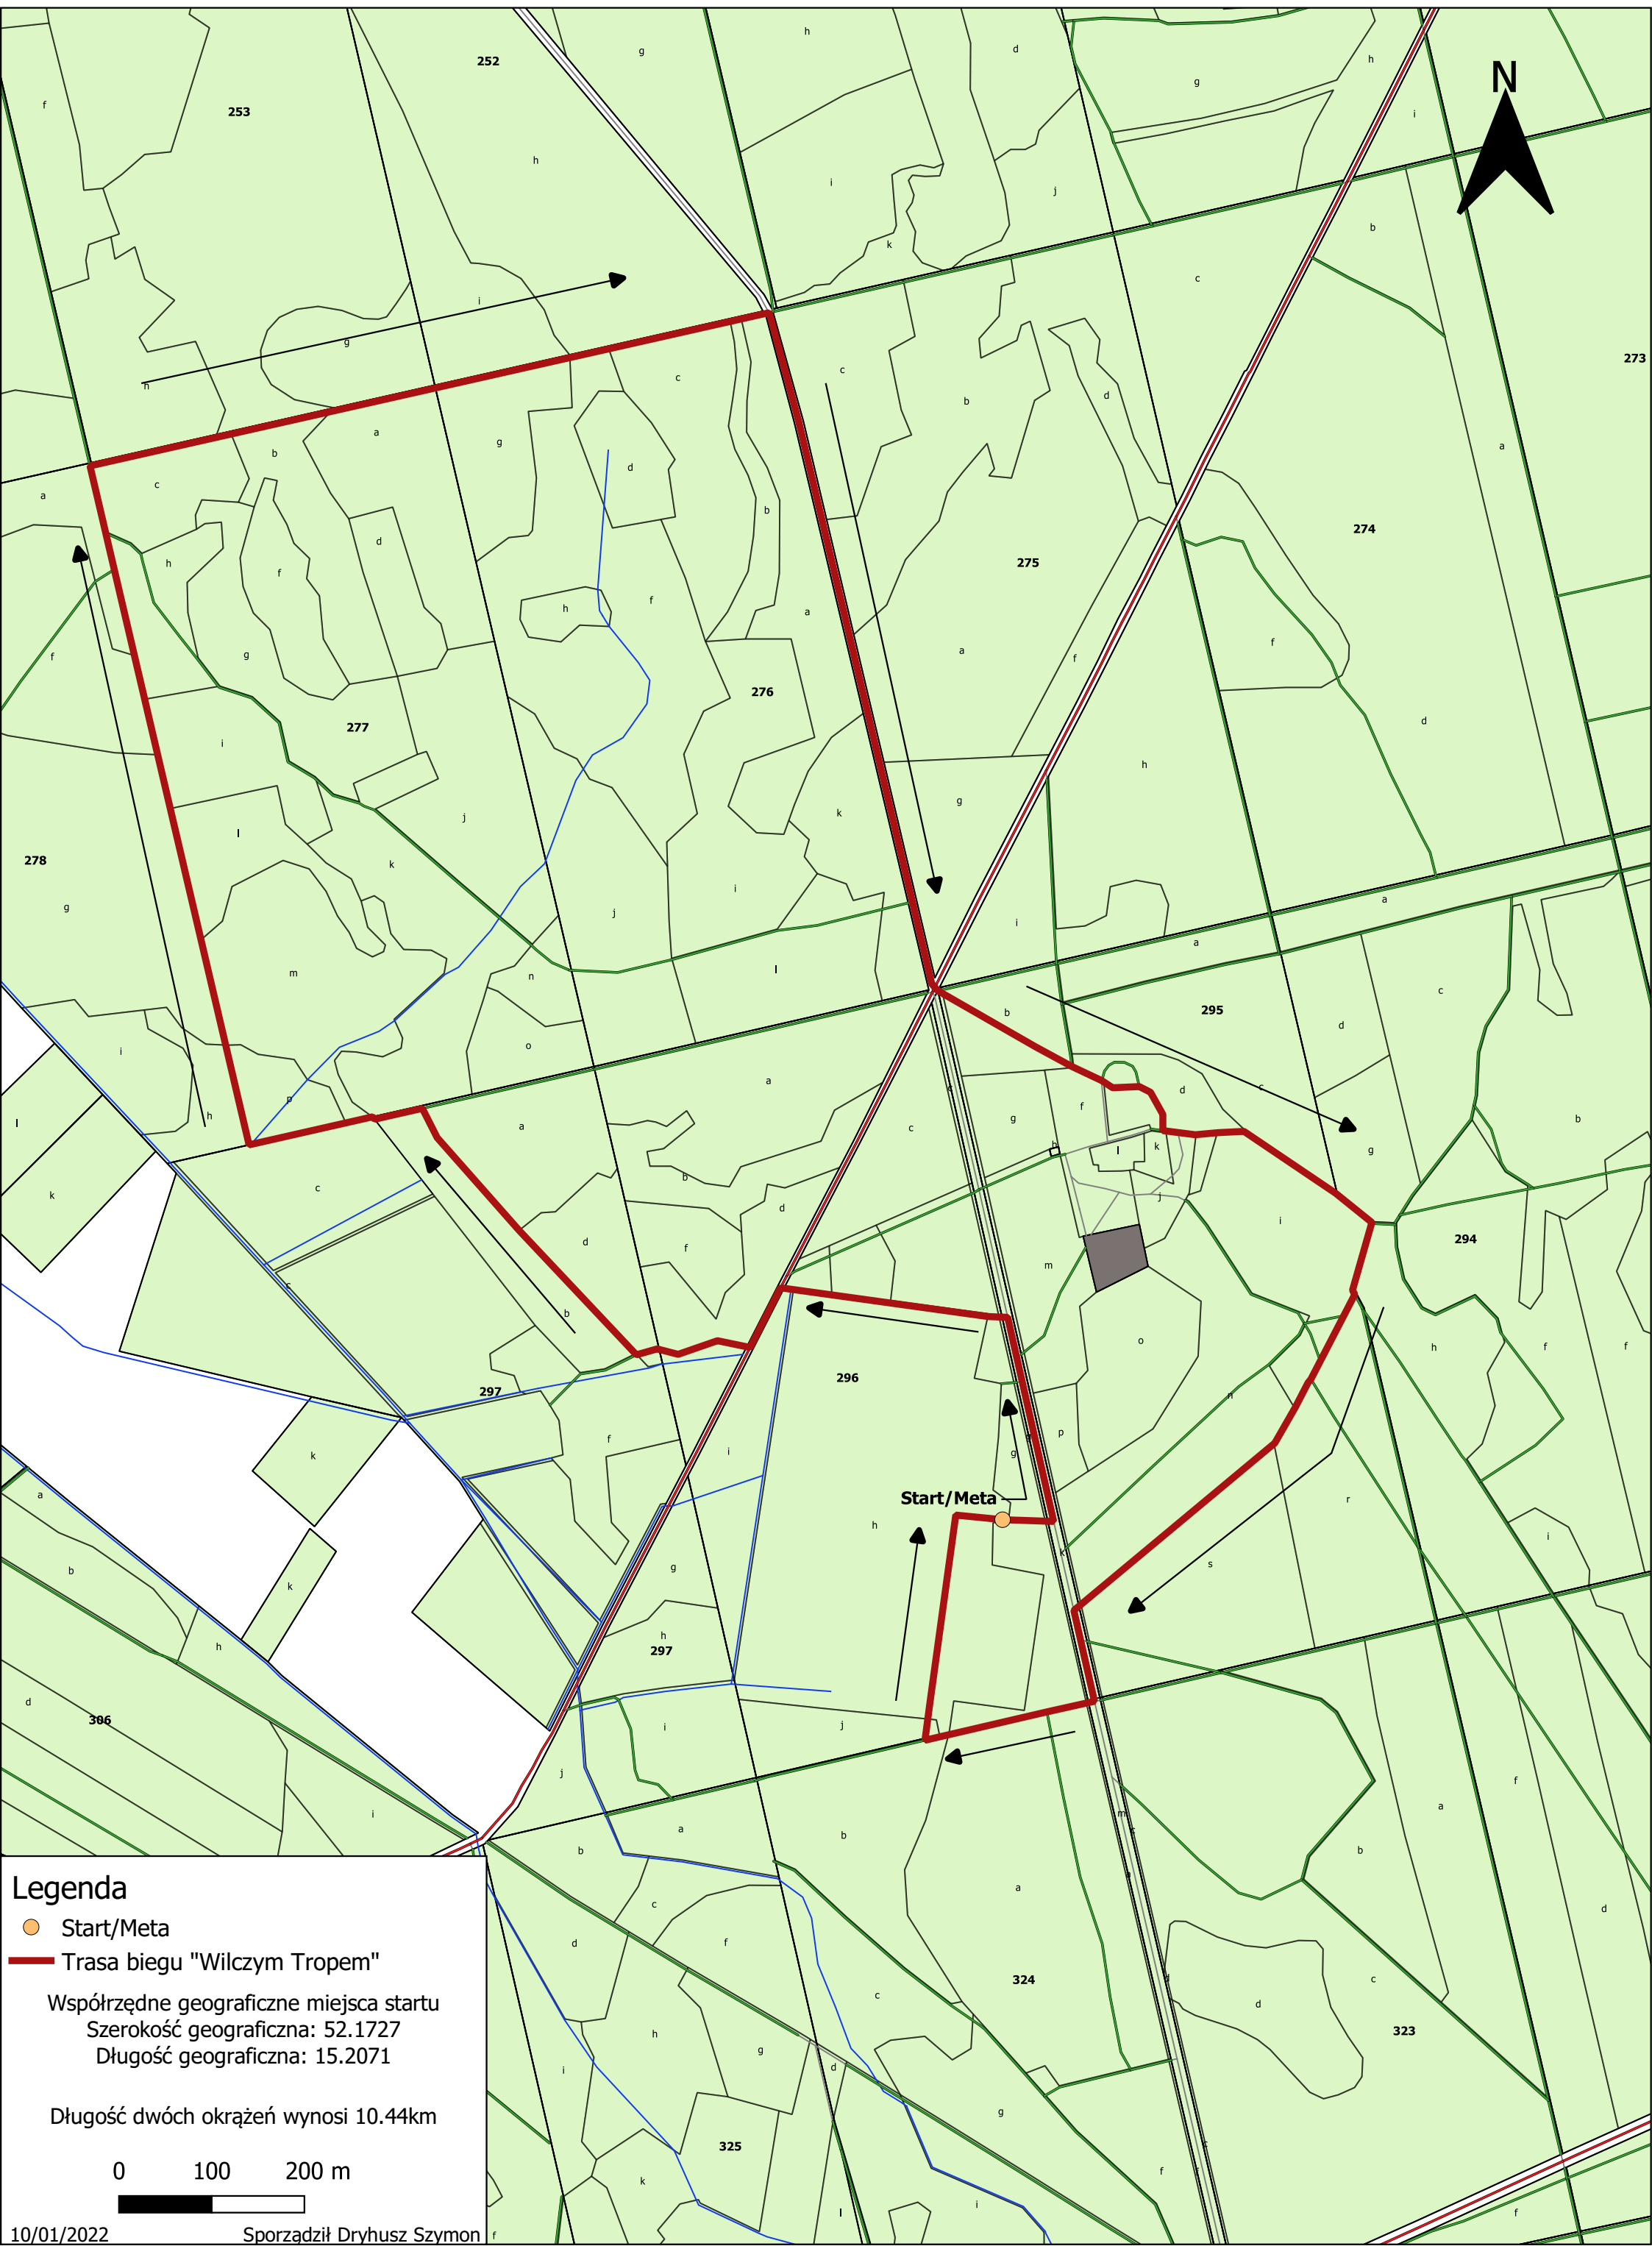 252
g
h
d
h
N
f
253
g
i
h
i
j
b
k
c
i
g
273
h
c
c
d
b
a
b
a
g
a
c
d
b
274
d
h
f
275
h
f
a
g
f
a
f
f
276
277
d
i
h
g
l
j
k
278
k
i
a
g
j
i
a
m
l
n
c
b
295
d
o
i
a
d
c
p
g
f
b
h
l
a
c
h
k
l
g
k
b
c
j
d
i
294
d
f
m
c
o
b
h
f
f
296
297
n
p
f
i
g
k
Start/Meta
r
a
h
i
g
k
s
b
k
h
h
297
d
306
i
j
j
f
a
i
m
a
b
b
b
a
c
d
d
f
324
c
c
d
323
h
g
d
i
g
325
f
k
i
l
f
f
Legenda
Start/Meta
Trasa biegu "Wilczym Tropem"
Współrzędne geograficzne miejsca startu
Szerokość geograficzna: 52.1727
Długość geograficzna: 15.2071
Długość dwóch okrążeń wynosi 10.44km
0 100 200 m
10/01/2022 Sporządził Dryhusz Szymon